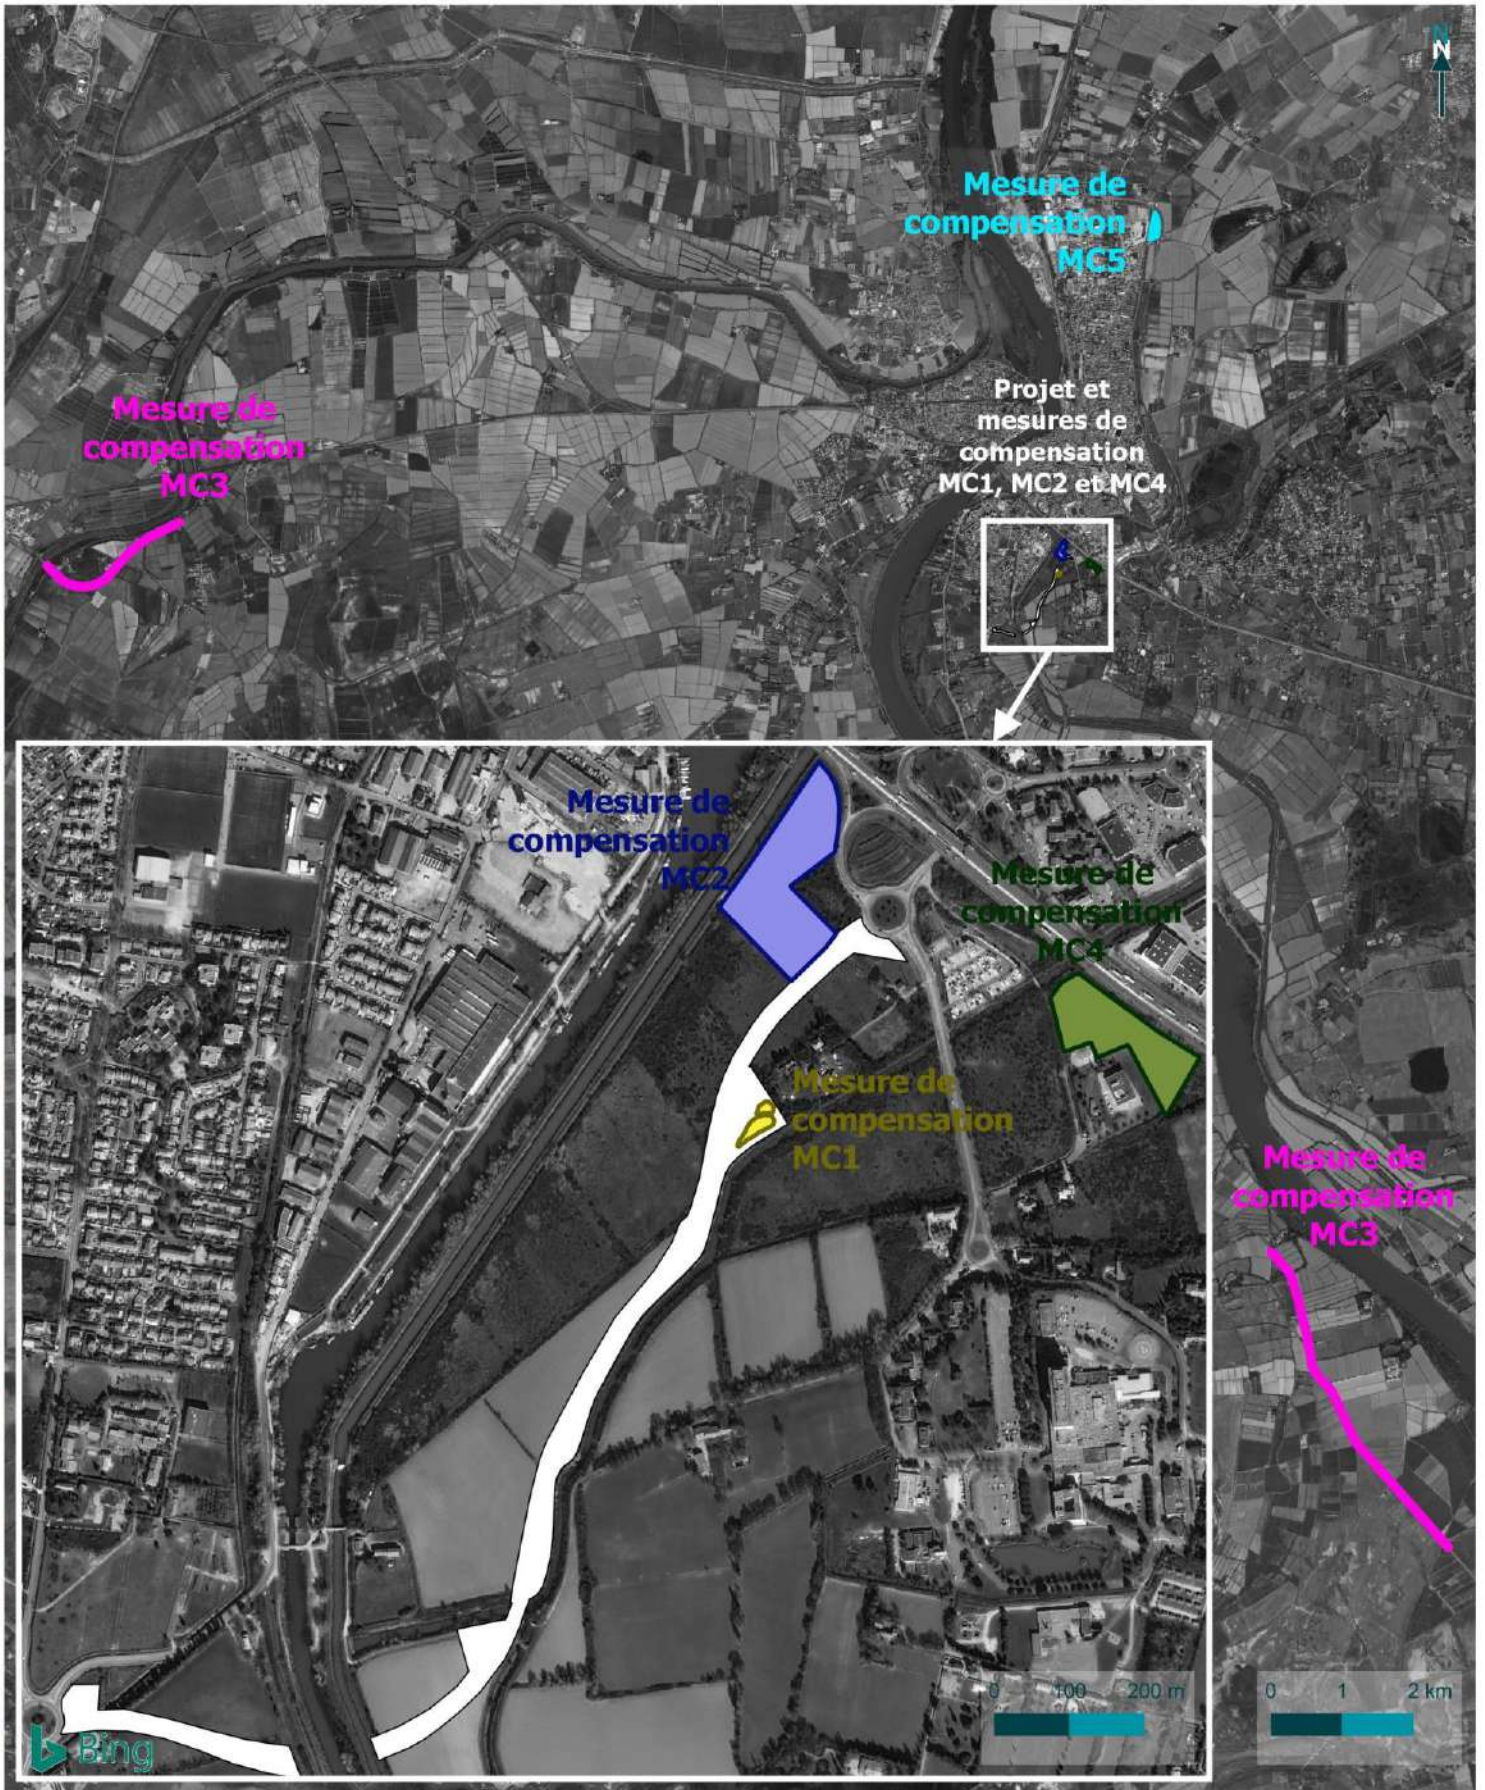 N
N
Mesure de
compensation
MC5
Projet et
mesures de
compensation
MC1, MC2 et MC4
Mesure de
compensation
MC3
Mesure de
compensation
MC2
Mesure de
compensation
MC4
Mesure de
compensation
MC1
Mesure de
compensation
MC3
0 100 200 m
0 1 2 km
Bing